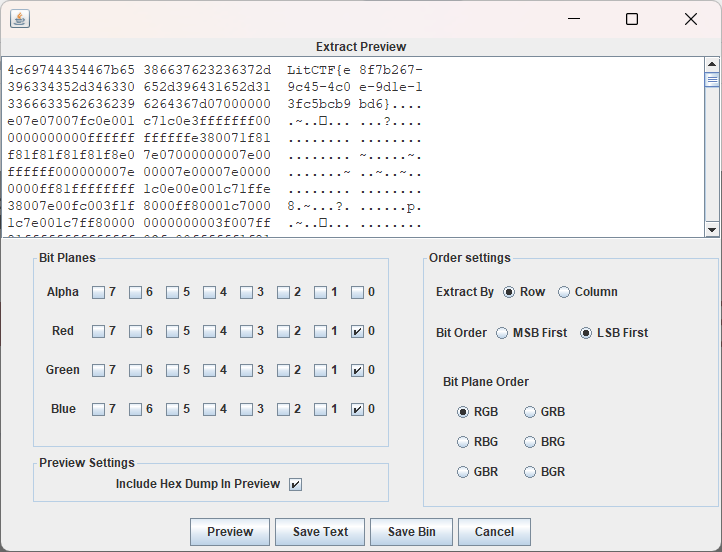 Extract Preview
4c69744354467b65 386637623236372d LitCTF{e 8f7b267-
396334352d346330 652d396431652d31 9c45-4c0 e-9d1e-1
3366633562636239 6264367d07000000 3fc5bcb9 bd6}....
e07e07007fc0e001 c71c0e3fffffff00 .~..□... ...?....
0000000000ffffff ffffffe380071f81 ........ ........
f81f81f81f81f8e0 7e07000000007e00 ........ ~.....~.
ffffff000000007e 00007e00007e0000 .......~ ..~..~..
0000ff81ffffffff 1c0e00e001c71ffe ........ ........
38007e00fc003f1f 8000ff80001c7000 8.~...?. ......p.
1c7e001c7ff80000 0000000003f007ff .~..□... ........
Bit Planes
Alpha 7 6 5 4 3 2 1 0
Red 7 6 5 4 3 2 1 0
Green 7 6 5 4 3 2 1 0
Blue 7 6 5 4 3 2 1 0
Preview Settings
Include Hex Dump In Preview
Order settings
Extract By Row Column
Bit Order MSB First LSB First
Bit Plane Order
RGB GRB
RBG BRG
GBR BGR
Preview Save Text Save Bin Cancel